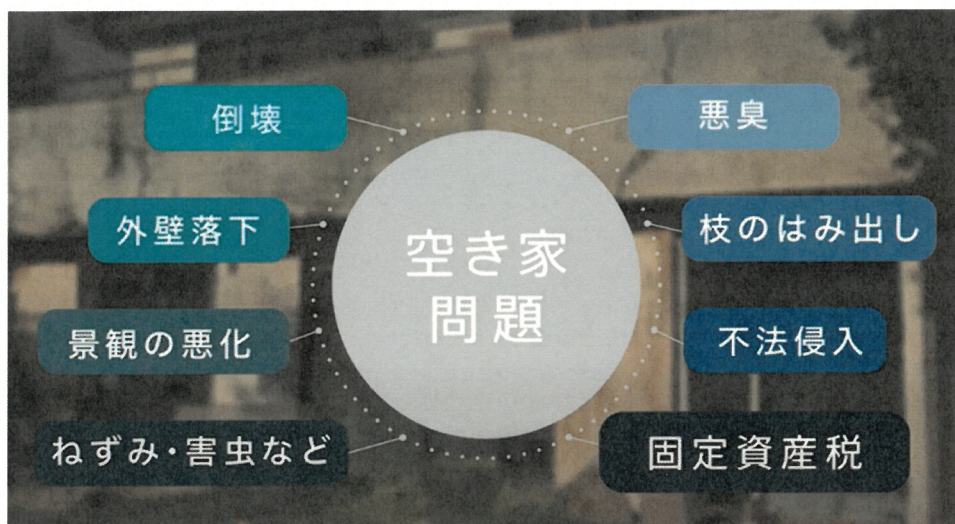 倒壊
外壁落下
景観の悪化
ねずみ・害虫など
空き家
問題
悪臭
枝のはみ出し
不法侵入
固定資産税